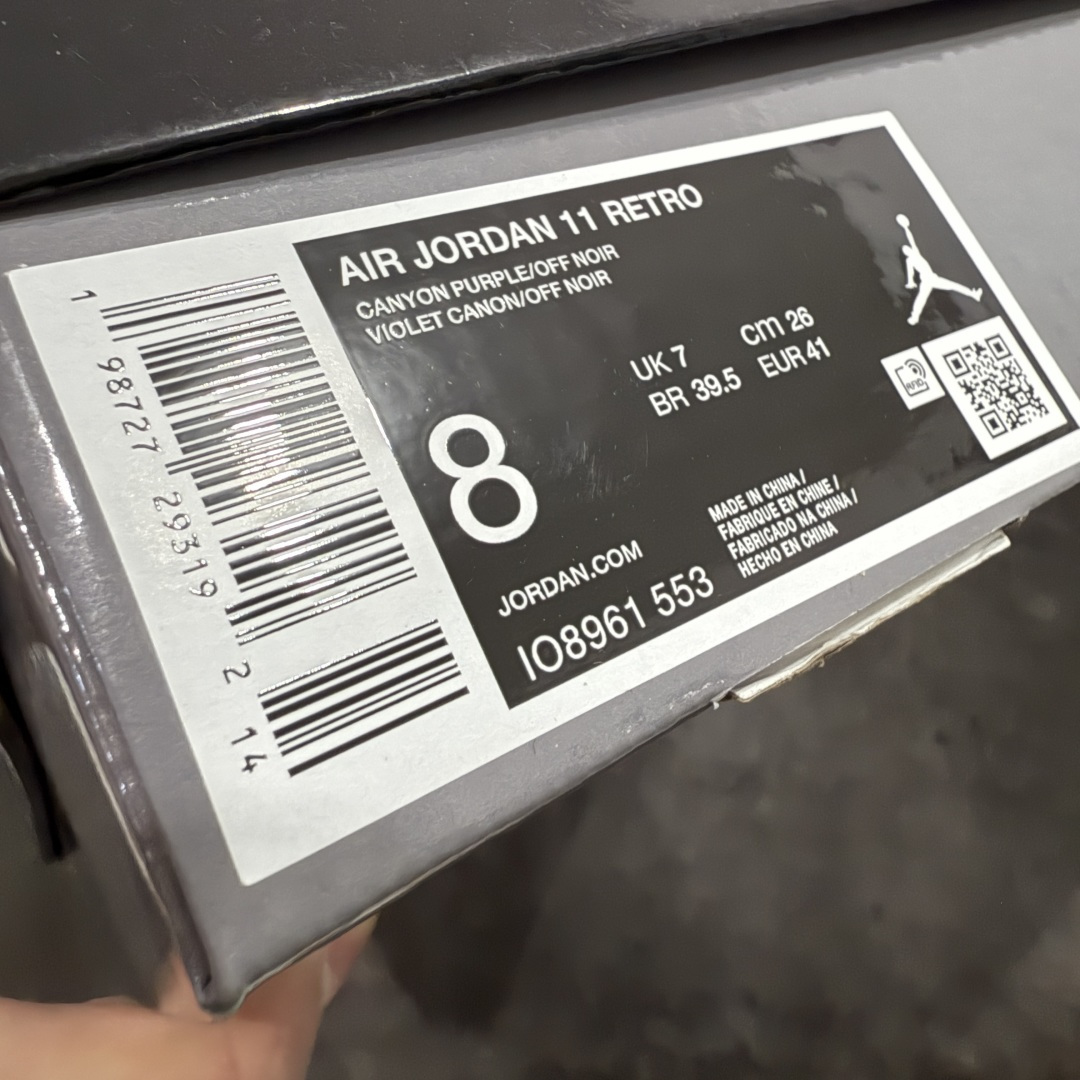 AIR JORDAN 11 RETRO
CANYON PURPLE/OFF NOIR
VIOLET CANON/OFF NOIR
UK 7 cm 26
BR 39.5 EUR 41
8
JORDAN.COM
IO8961 553
MADE IN CHINA /
FABRIQUE EN CHINE /
FABRICADO NA CHINA /
HECHO EN CHINA
1 98727 29319 2 14